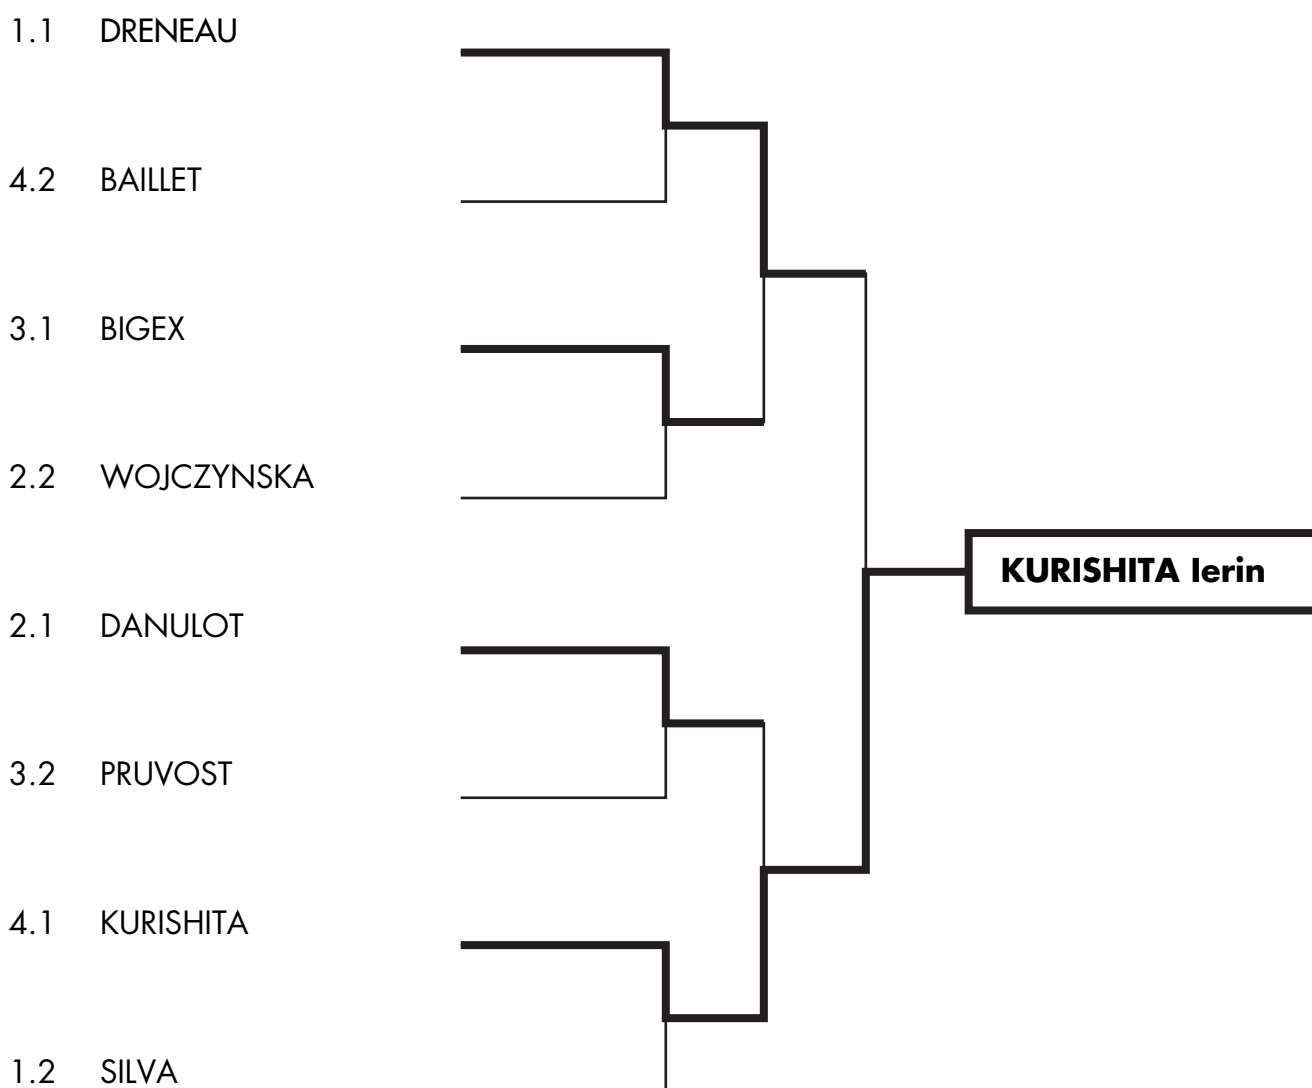 1.1 DRENEAU
4.2 BAILLET
3.1 BIGEX
2.2 WOJCZYNSKA
KURISHITA Ierin
2.1 DANULOT
3.2 PRUVOST
4.1 KURISHITA
1.2 SILVA